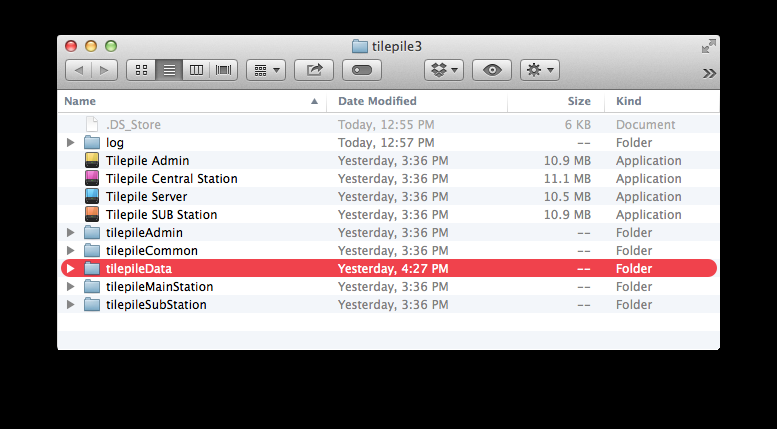 tilepile3
Name Date Modified Size Kind
.DS_Store Today, 12:55 PM 6 KB Document
log Today, 12:57 PM -- Folder
Tilepile Admin Yesterday, 3:36 PM 10.9 MB Application
Tilepile Central Station Yesterday, 3:36 PM 11.1 MB Application
Tilepile Server Yesterday, 3:36 PM 10.5 MB Application
Tilepile SUB Station Yesterday, 3:36 PM 10.9 MB Application
tilepileAdmin Yesterday, 3:36 PM -- Folder
tilepileCommon Yesterday, 3:36 PM -- Folder
tilepileData Yesterday, 4:27 PM -- Folder
tilepileMainStation Yesterday, 3:36 PM -- Folder
tilepileSubStation Yesterday, 3:36 PM -- Folder